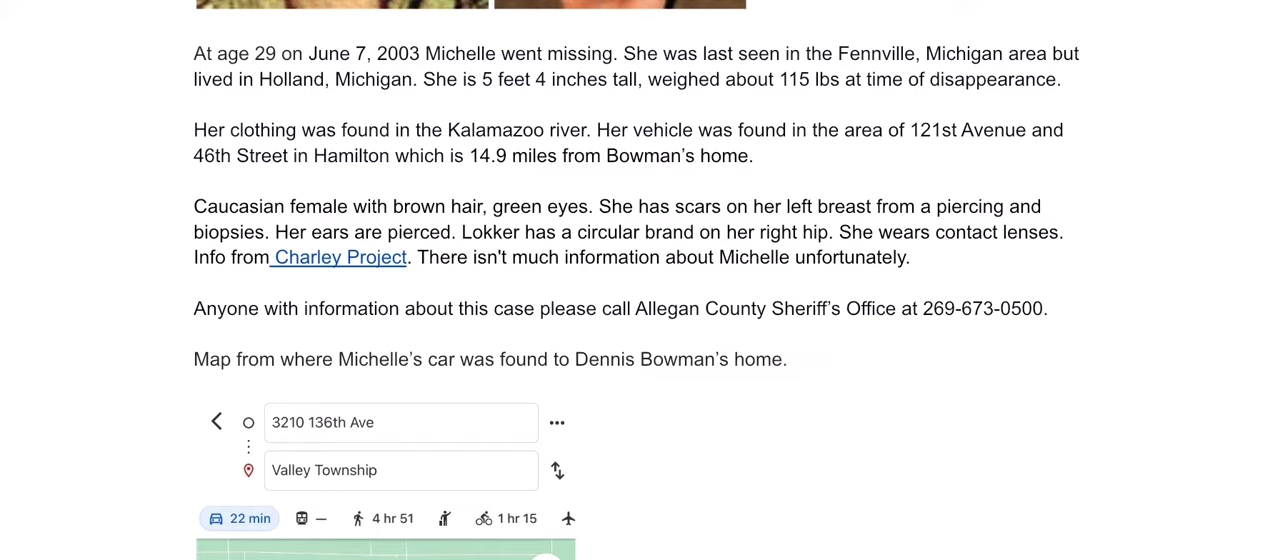 At age 29 on June 7, 2003 Michelle went missing. She was last seen in the Fennville, Michigan area but
lived in Holland, Michigan. She is 5 feet 4 inches tall, weighed about 115 lbs at time of disappearance.
Her clothing was found in the Kalamazoo river. Her vehicle was found in the area of 121st Avenue and
46th Street in Hamilton which is 14.9 miles from Bowman's home.
Caucasian female with brown hair, green eyes. She has scars on her left breast from a piercing and
biopsies. Her ears are pierced. Lokker has a circular brand on her right hip. She wears contact lenses.
Info from Charley Project. There isn't much information about Michelle unfortunately.
Anyone with information about this case please call Allegan County Sheriff's Office at 269-673-0500.
Map from where Michelle's car was found to Dennis Bowman's home.
3210 136th Ave
Valley Township
22 min — 4 hr 51 1 hr 15